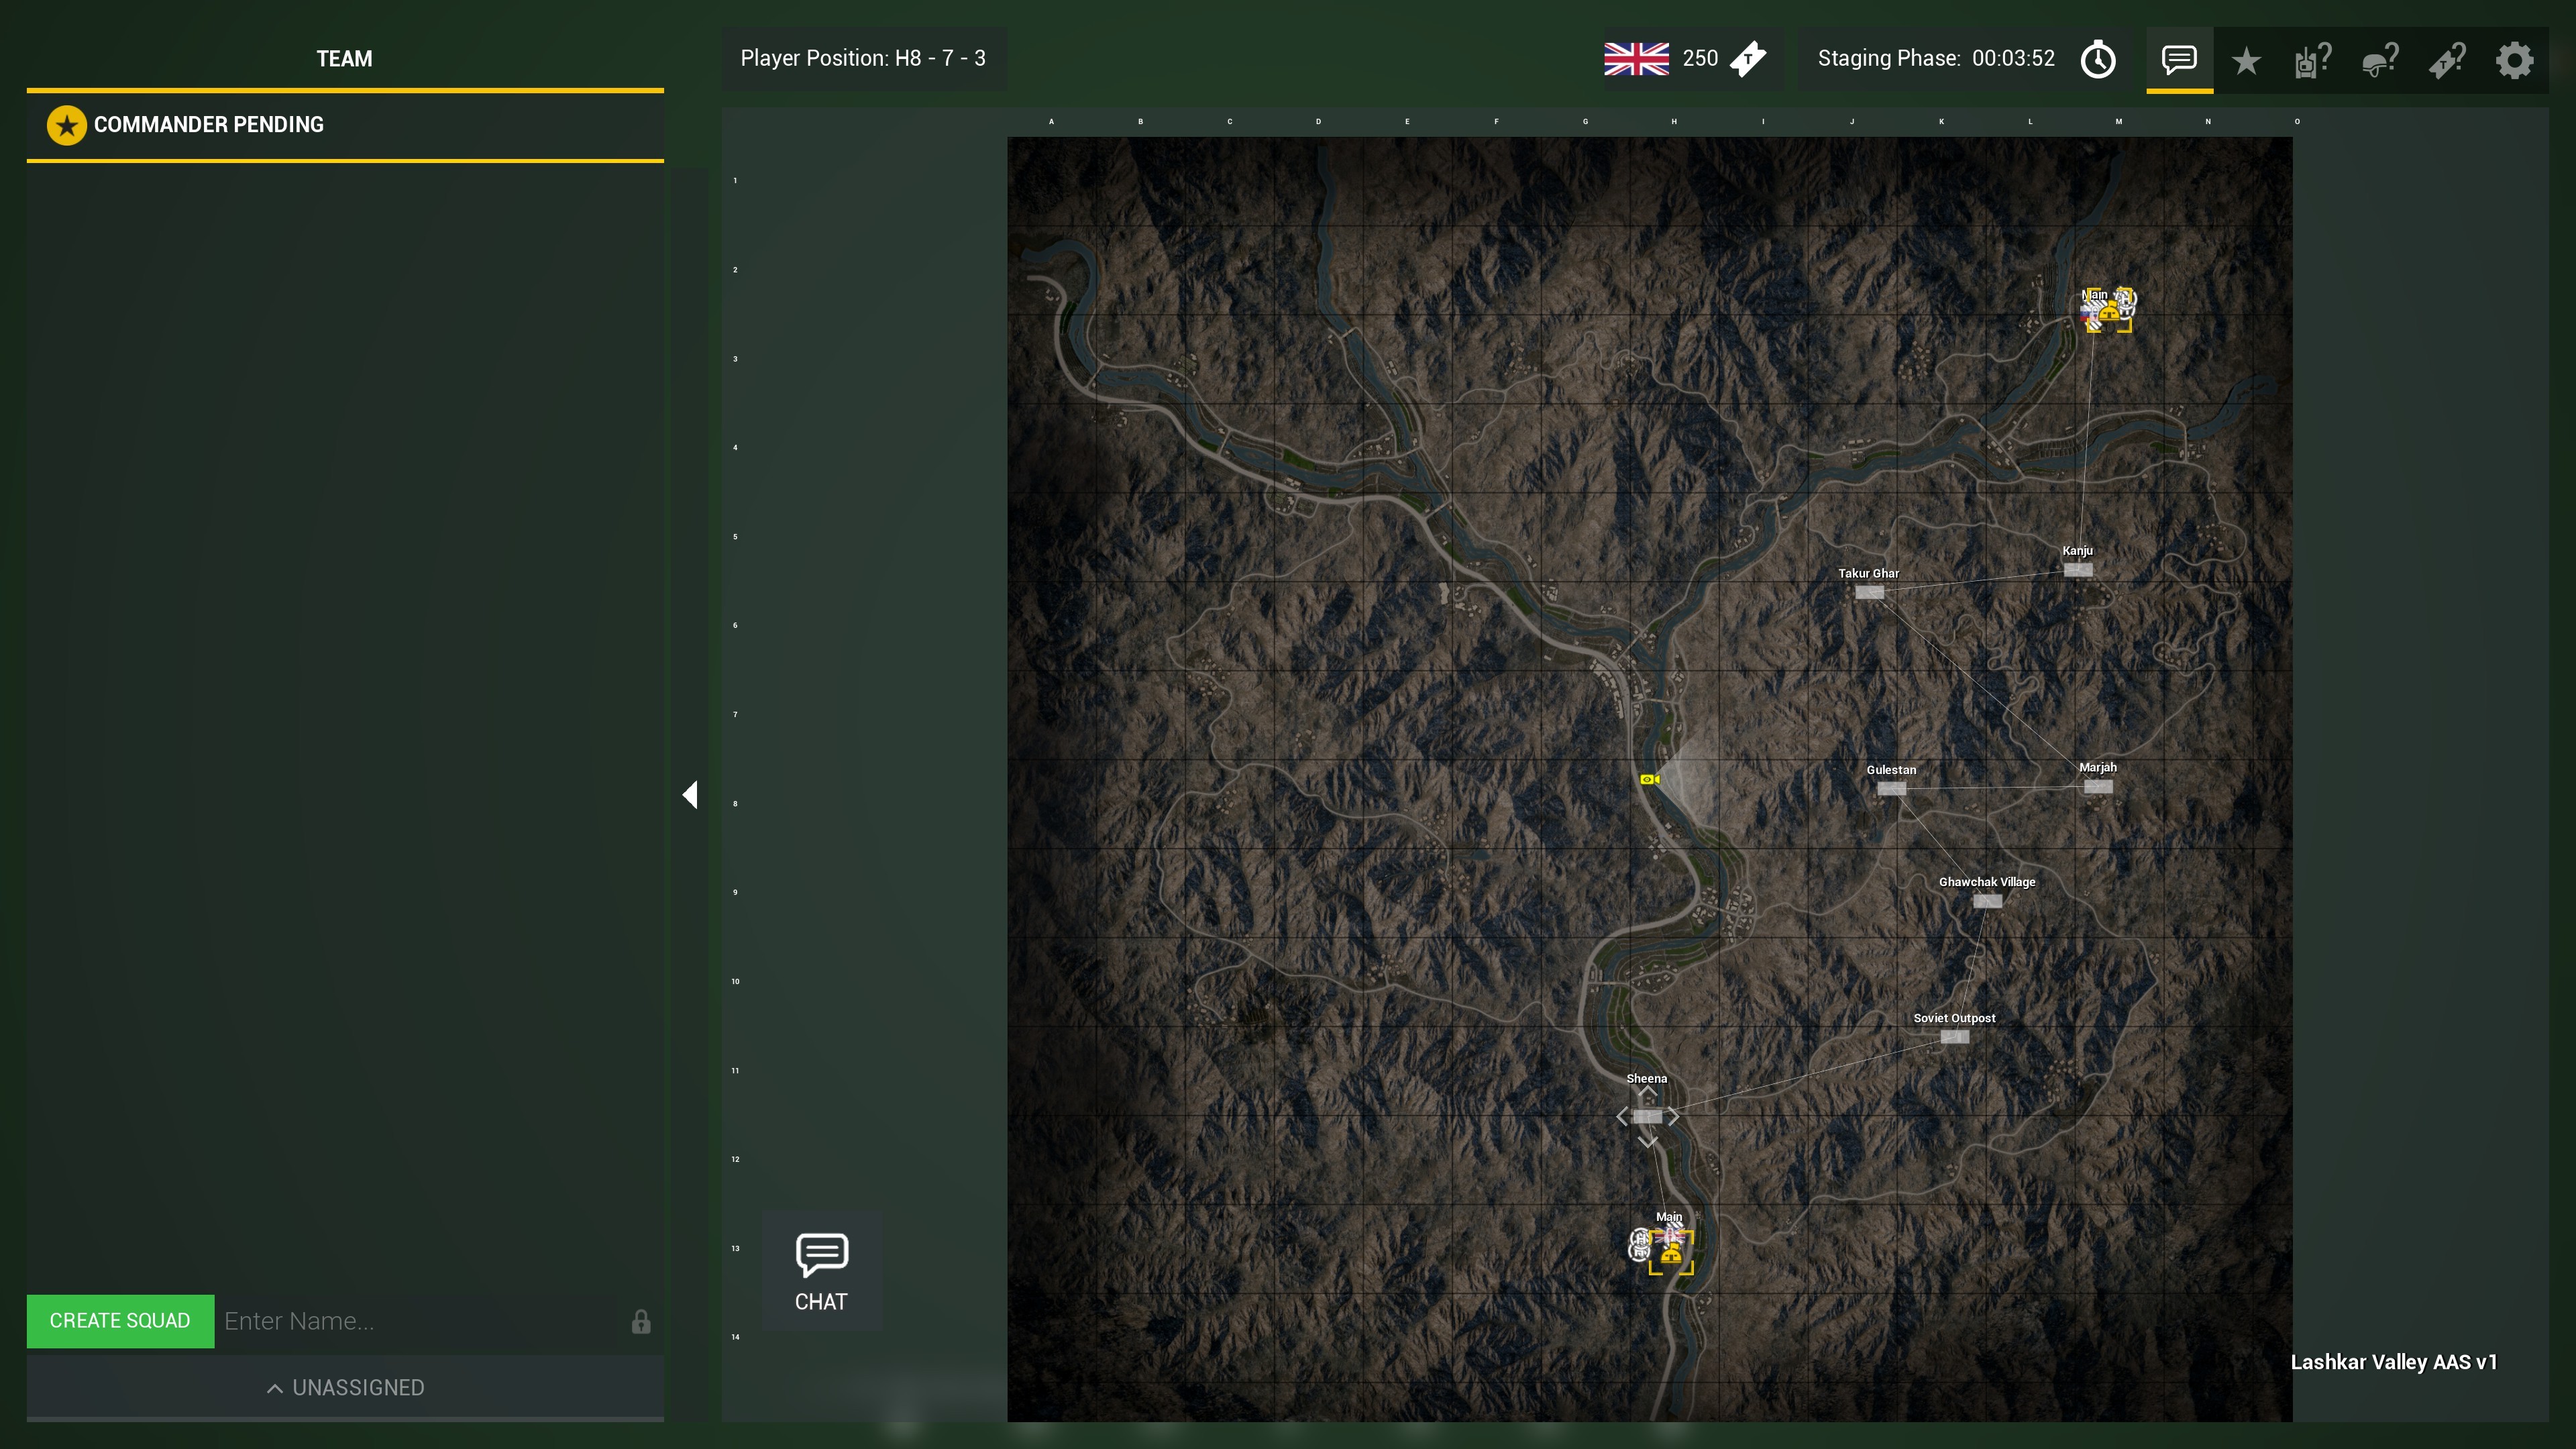 TEAM
Player Position: H8 - 7 - 3
250
T
Staging Phase: 00:03:52
COMMANDER PENDING
A B C D E F G H I J K L M N O
1
2
Main
3
4
5
Kanju
Takur Ghar
6
7
Gulestan
Marjah
8
Ghawchak Village
9
10
Soviet Outpost
11
Sheena
12
Main
13
CHAT
CREATE SQUAD
Enter Name...
14
Lashkar Valley AAS v1
UNASSIGNED